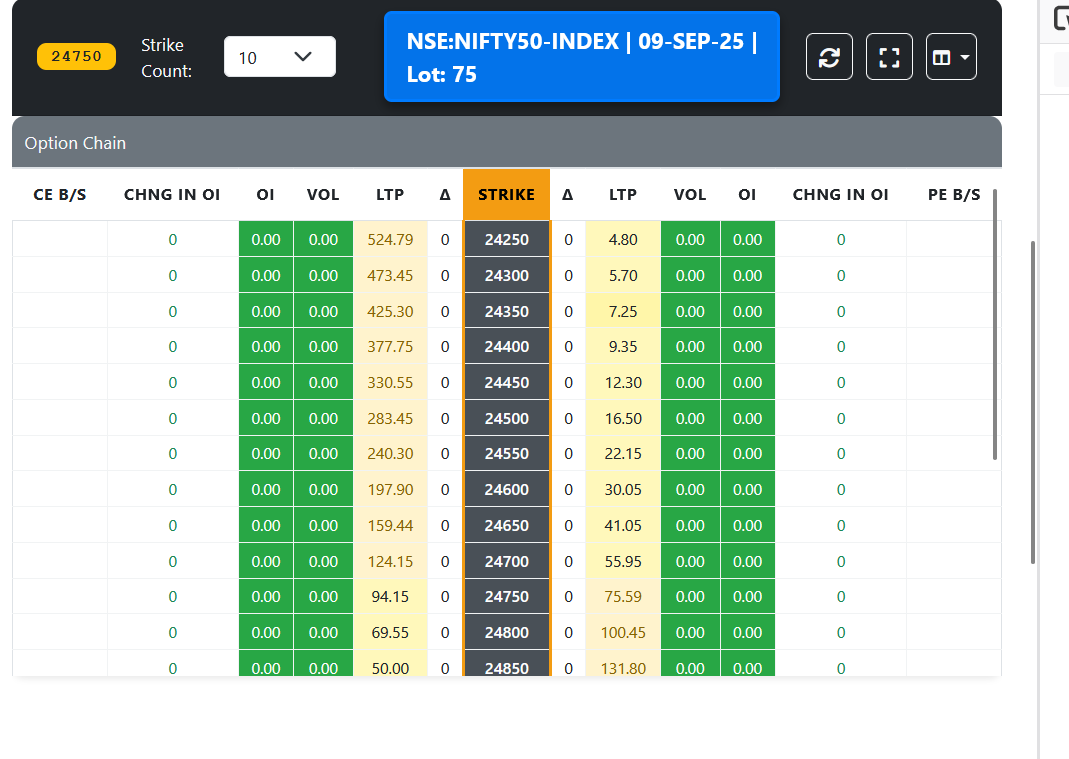 24750
Strike
Count:
10
NSE:NIFTY50-INDEX | 09-SEP-25 |
Lot: 75
Option Chain
CE B/S CHNG IN OI OI VOL LTP Δ STRIKE Δ LTP VOL OI CHNG IN OI PE B/S
0 0.00 0.00 524.79 0 24250 0 4.80 0.00 0.00 0
0 0.00 0.00 473.45 0 24300 0 5.70 0.00 0.00 0
0 0.00 0.00 425.30 0 24350 0 7.25 0.00 0.00 0
0 0.00 0.00 377.75 0 24400 0 9.35 0.00 0.00 0
0 0.00 0.00 330.55 0 24450 0 12.30 0.00 0.00 0
0 0.00 0.00 283.45 0 24500 0 16.50 0.00 0.00 0
0 0.00 0.00 240.30 0 24550 0 22.15 0.00 0.00 0
0 0.00 0.00 197.90 0 24600 0 30.05 0.00 0.00 0
0 0.00 0.00 159.44 0 24650 0 41.05 0.00 0.00 0
0 0.00 0.00 124.15 0 24700 0 55.95 0.00 0.00 0
0 0.00 0.00 94.15 0 24750 0 75.59 0.00 0.00 0
0 0.00 0.00 69.55 0 24800 0 100.45 0.00 0.00 0
0 0.00 0.00 50.00 0 24850 0 131.80 0.00 0.00 0